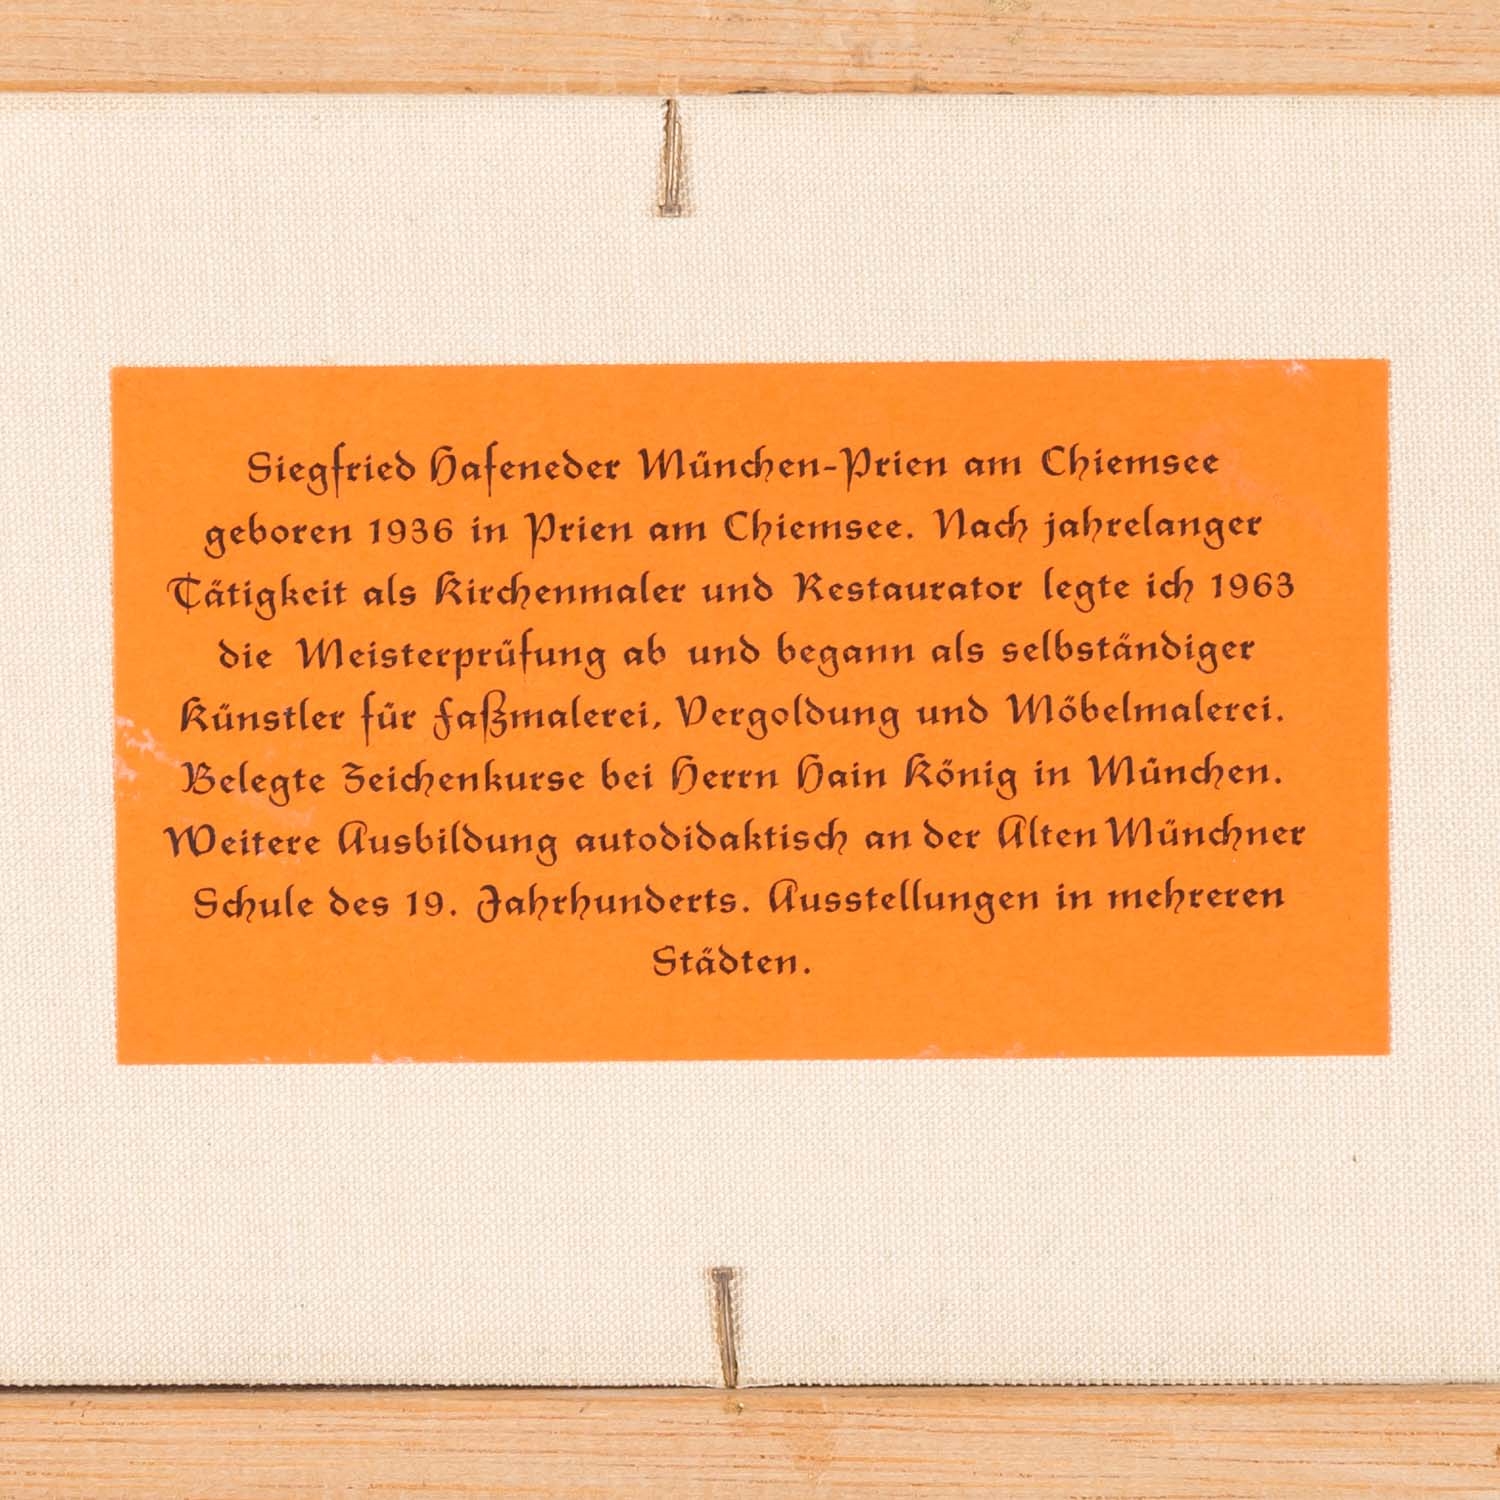 Siegfried Hafeneder München-Prien am Chiemsee
geboren 1936 in Prien am Chiemsee. Nach jahrelanger
Tätigkeit als Kirchenmaler und Restaurator legte ich 1963
die Meisterprüfung ab und begann als selbständiger
Künstler für Faßmalerei, Vergoldung und Möbelmalerei.
Belegte Zeichenkurse bei Herrn Hain König in München.
Weitere Ausbildung autodidaktisch an der Alten Münchner
Schule des 19. Jahrhunderts. Ausstellungen in mehreren
Städten.